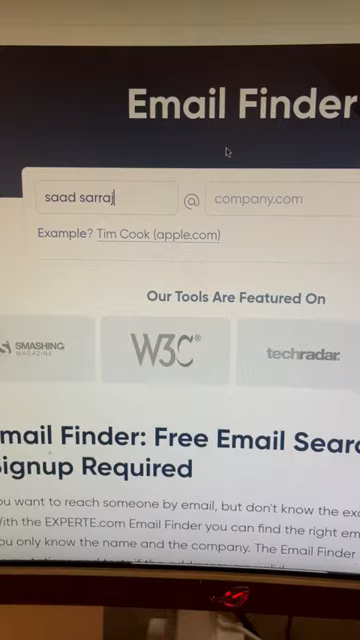 Email Finder
saad sarraj
@
company.com
Example? Tim Cook (apple.com)
Our Tools Are Featured On
SMASHING
MAGAZINE
W3C®
techradar.
mail Finder: Free Email Sear
ignup Required
ou want to reach someone by email, but don't know the exa
With the EXPERTE.com Email Finder you can find the right em
ou only know the name and the company. The Email Finder